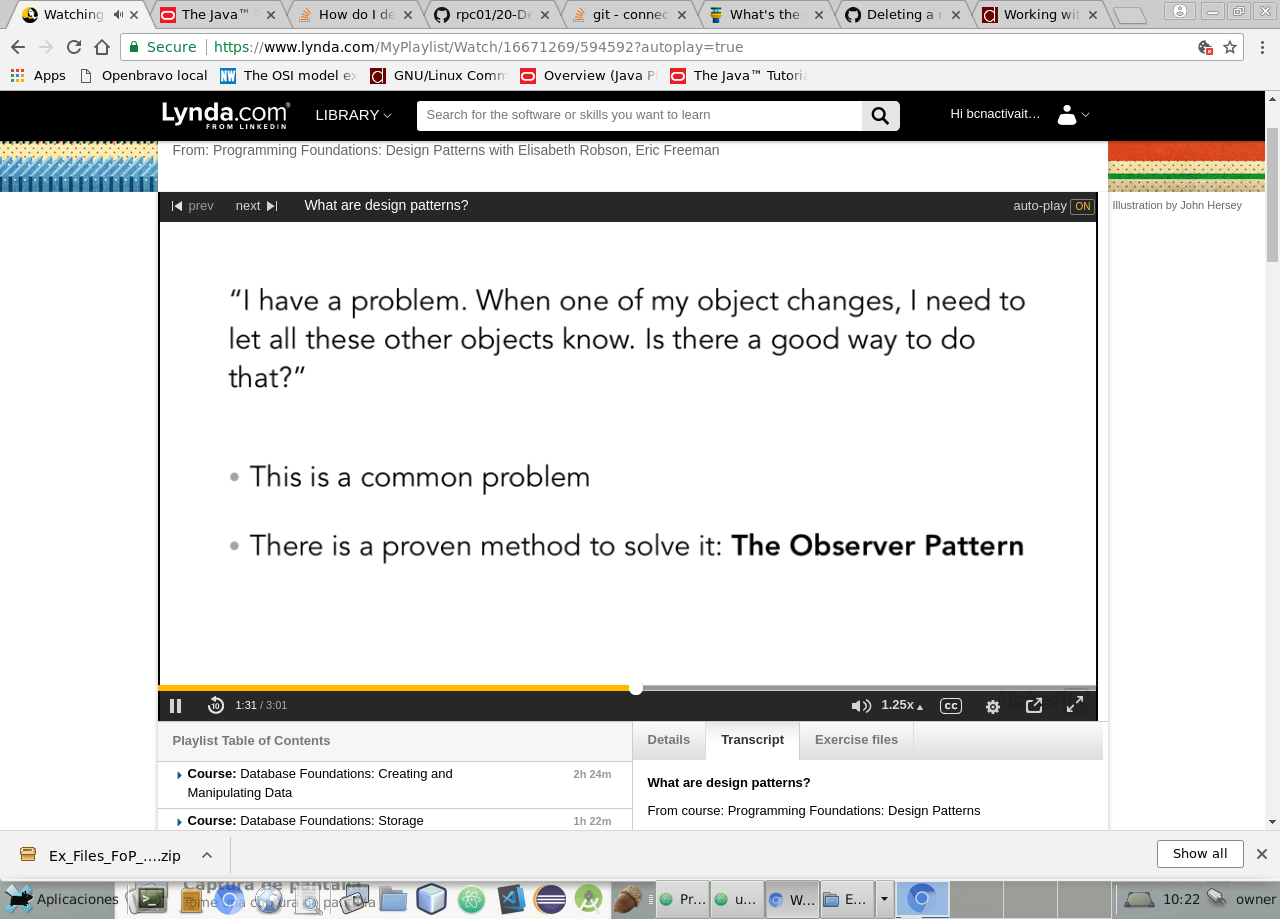 Watching
The Java™
How do I de
rpc01/20-De
git - connec
What's the
Deleting a
Working wit
Secure
https://www.lynda.com/MyPlaylist/Watch/16671269/594592?autoplay=true
Apps
Openbravo local
The OSI model ex
GNU/Linux Comm
Overview (Java P
The Java™ Tutoria
Lynda.com®
FROM LINKEDIN
LIBRARY
Search for the software or skills you want to learn
Hi bcnactivait...
From: Programming Foundations: Design Patterns with Elisabeth Robson, Eric Freeman
prev
next
What are design patterns?
auto-play ON
Illustration by John Hersey
“I have a problem. When one of my object changes, I need to
let all these other objects know. Is there a good way to do
that?”
• This is a common problem
• There is a proven method to solve it: The Observer Pattern
10
1:31 / 3:01
1.25x
CC
Playlist Table of Contents
Course: Database Foundations: Creating and
Manipulating Data
2h 24m
Course: Database Foundations: Storage
1h 22m
Details
Transcript
Exercise files
What are design patterns?
From course: Programming Foundations: Design Patterns
Ex_Files_FoP_....zip
Show all
Aplicaciones
Captura de pantalla
Pr...
u...
W...
E...
10:22
owner